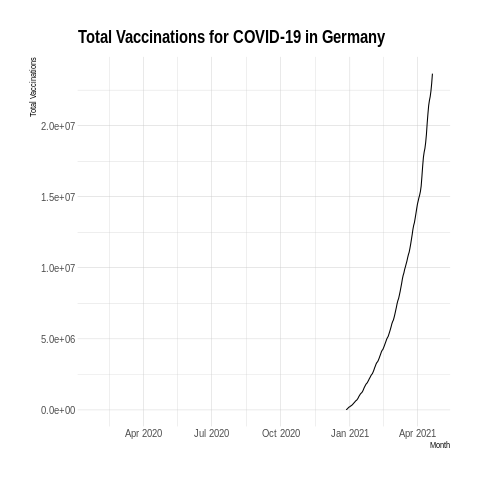 Total Vaccinations for COVID-19 in Germany
Total Vaccinations
2.0e+07
1.5e+07
1.0e+07
5.0e+06
0.0e+00
Apr 2020 Jul 2020 Oct 2020 Jan 2021 Apr 2021
Month